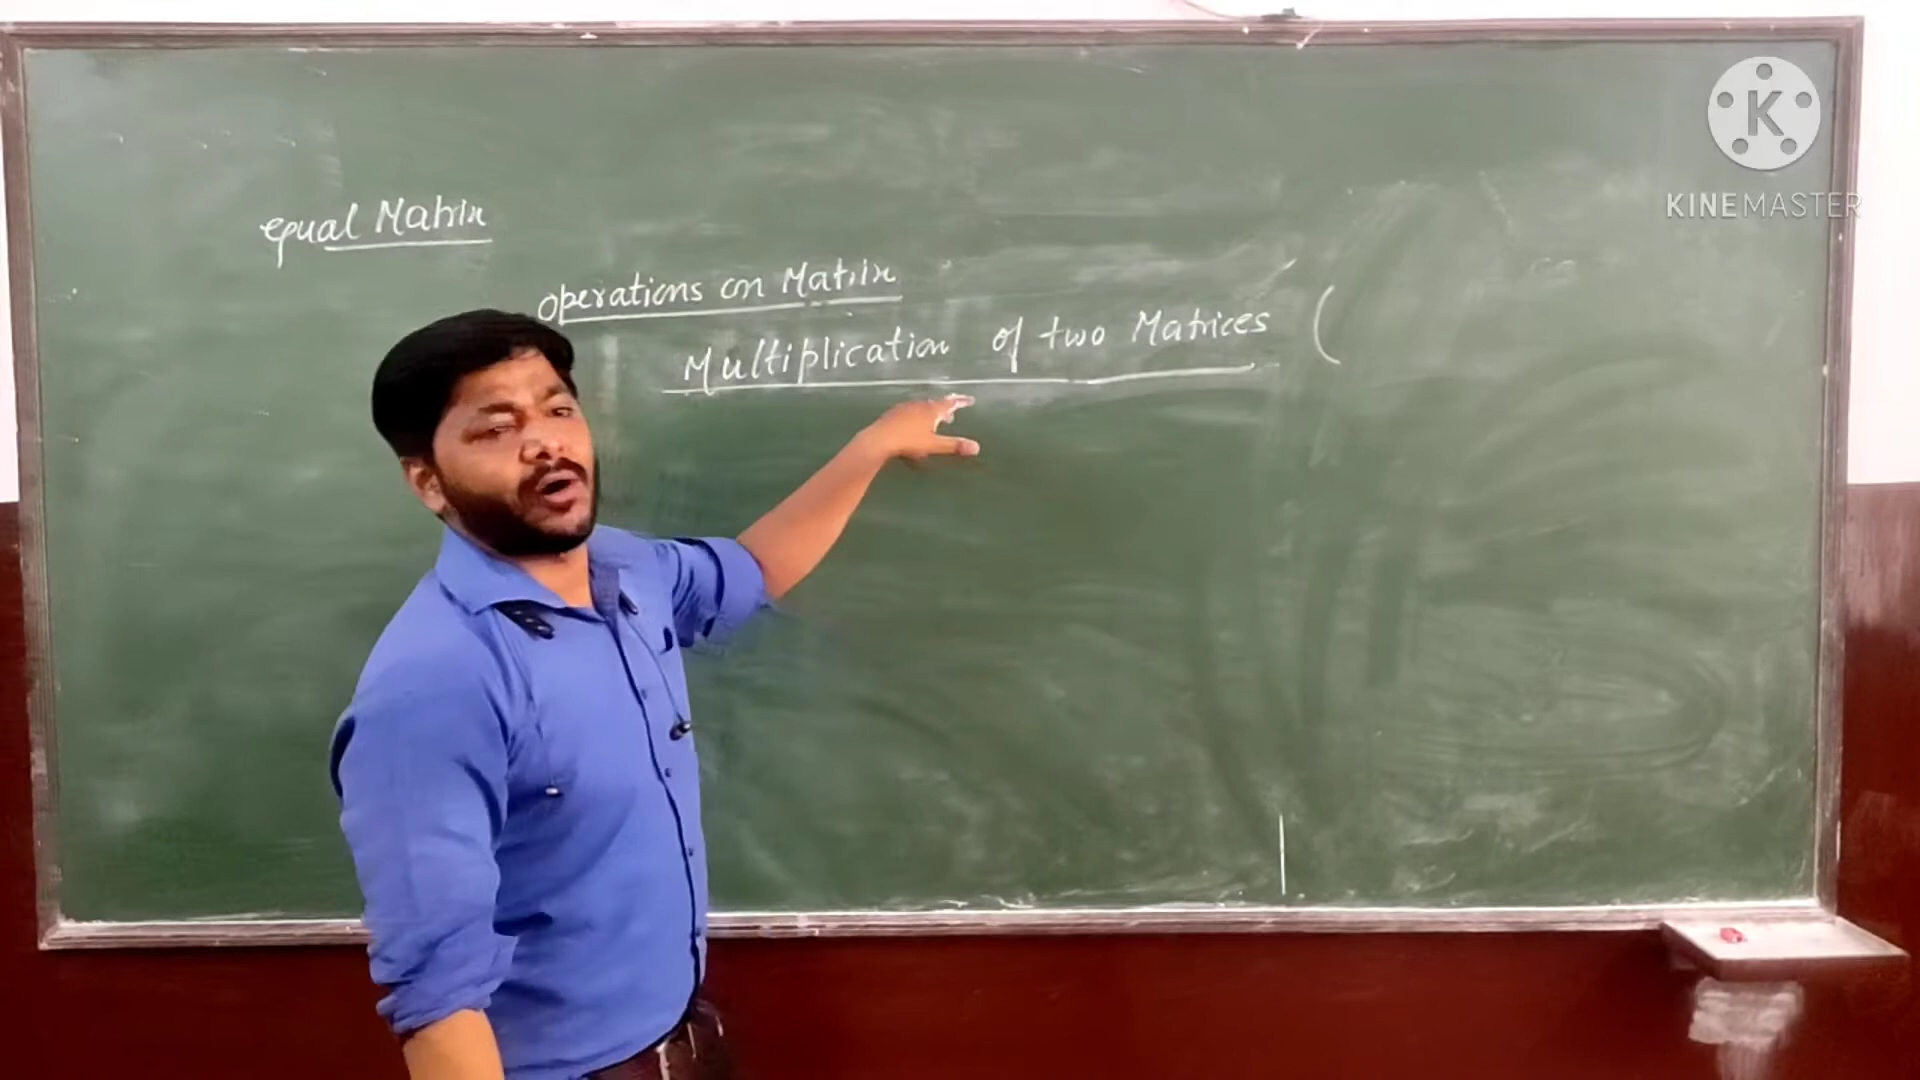 K
KINEMASTER
equal Matrix
operations on Matrix
Multiplication of two Matrices (